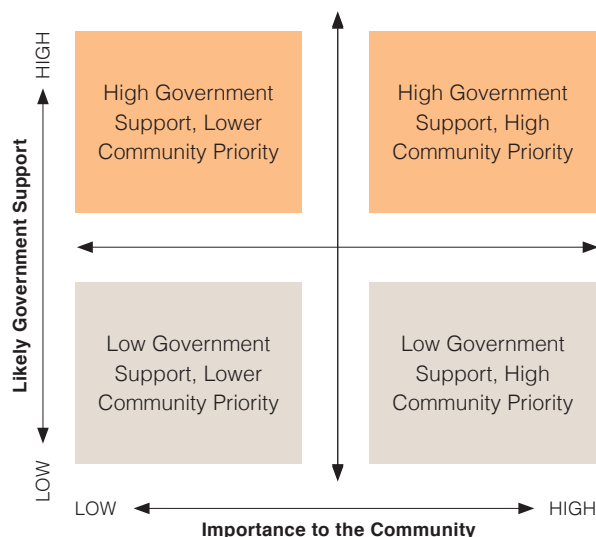 HIGH
High Government
Support, Lower
Community Priority
High Government
Support, High
Community Priority
Likely Government Support
Low Government
Support, Lower
Community Priority
Low Government
Support, High
Community Priority
LOW
LOW
HIGH
Importance to the Community